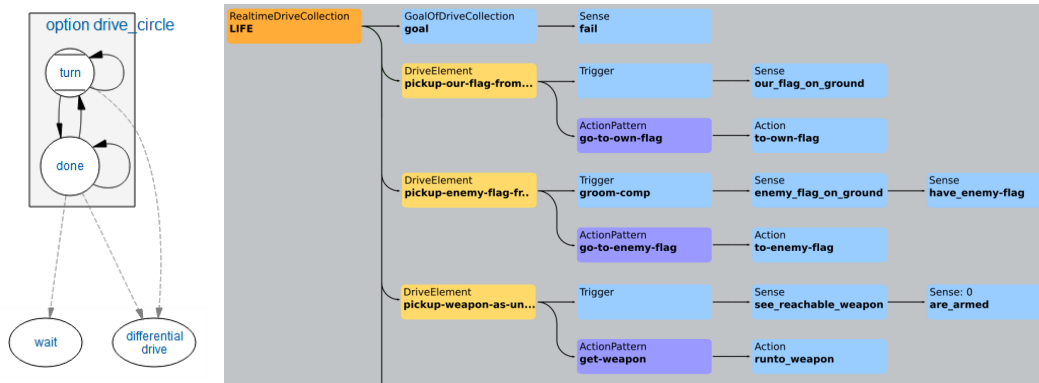 option drive_circle
turn
done
wait
differential
drive
RealtimeDriveCollection
LIFE
GoalOfDriveCollection
goal
Sense
fail
DriveElement
pickup-our-flag-from...
Trigger
Sense
our_flag_on_ground
ActionPattern
go-to-own-flag
Action
to-own-flag
DriveElement
pickup-enemy-flag-fr..
Trigger
groom-comp
Sense
enemy_flag_on_ground
Sense
have_enemy-flag
ActionPattern
go-to-enemy-flag
Action
to-enemy-flag
DriveElement
pickup-weapon-as-un...
Trigger
Sense
see_reachable_weapon
Sense: 0
are_armed
ActionPattern
get-weapon
Action
runto_weapon